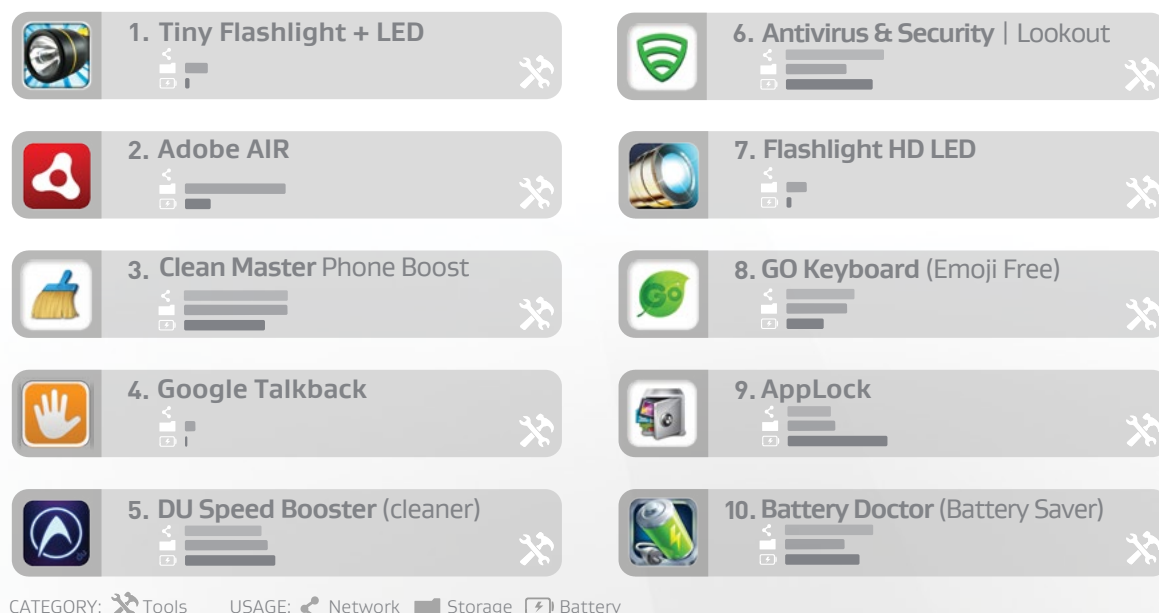 1. Tiny Flashlight + LED
2. Adobe AIR
3. Clean Master Phone Boost
4. Google Talkback
5. DU Speed Booster (cleaner)
6. Antivirus & Security | Lookout
7. Flashlight HD LED
8. GO Keyboard (Emoji Free)
GO
9. AppLock
10. Battery Doctor (Battery Saver)
CATEGORY: Tools USAGE: Network Storage Battery